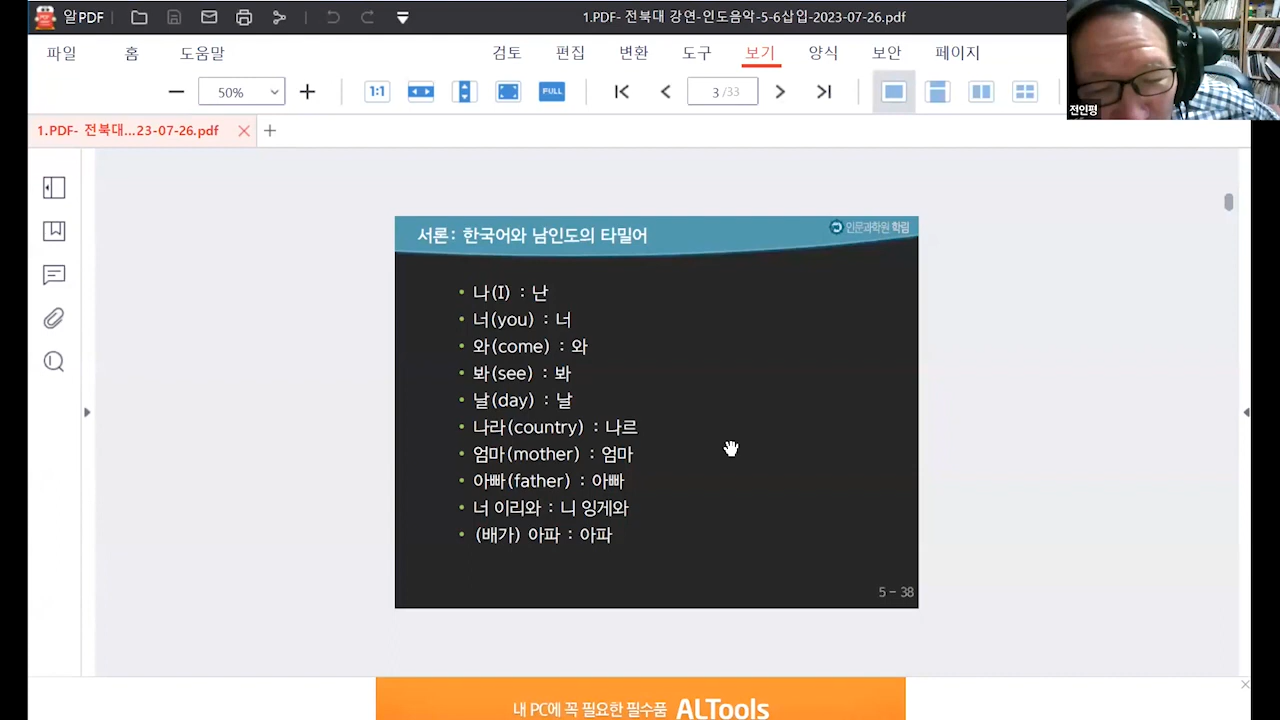 알PDF
1.PDF- 전북대 강연-인도음악-5-6삽입-2023-07-26.pdf
파일 홈 도움말 검토 편집 변환 도구 보기 양식 보안 페이지
50% 1:1 FULL 3 /33
전인평
1.PDF- 전북대...23-07-26.pdf
서론: 한국어와 남인도의 타밀어
인문과학원 학림
• 나(I) : 난
• 너(you) : 너
• 와(come) : 와
• 봐(see) : 봐
• 날(day) : 날
• 나라(country) : 나르
• 엄마(mother) : 엄마
• 아빠(father) : 아빠
• 너 이리와 : 니 잉게와
• (배가) 아파 : 아파
5 - 38
내 PC에 꼭 필요한 필수품 ALTools